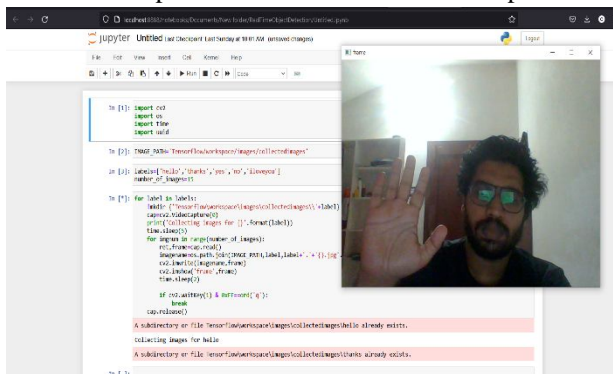 localhost:8888/notebooks/Documents/New folder/RealTimeObjectDetection/Untitled.ipynb
jupyter Untitled Last Checkpoint: Last Sunday at 10:01 AM (unsaved changes)
Logout
File Edit View Insert Cell Kernel Help
Run Code
frame
In [1]: import cv2
import os
import time
import uuid
In [2]: IMAGE_PATH='Tensorflow/workspace/images/collectedimages'
In [3]: labels=['hello','thanks','yes','no','iloveyou']
number_of_images=15
In [*]: for label in labels:
!mkdir {'Tensorflow\workspace\images\collectedimages\\'+label}
cap=cv2.VideoCapture(0)
print('Collecting images for {}'.format(label))
time.sleep(5)
for imgnum in range(number_of_images):
ret,frame=cap.read()
imagename=os.path.join(IMAGE_PATH,label,label+'.'+'{}.jpg'.
cv2.imwrite(imagename,frame)
cv2.imshow('frame',frame)
time.sleep(2)
if cv2.waitKey(1) & 0xFF==ord('q'):
break
cap.release()
A subdirectory or file Tensorflow\workspace\images\collectedimages\hello already exists.
Collecting images for hello
A subdirectory or file Tensorflow\workspace\images\collectedimages\thanks already exists.
In [ ]: